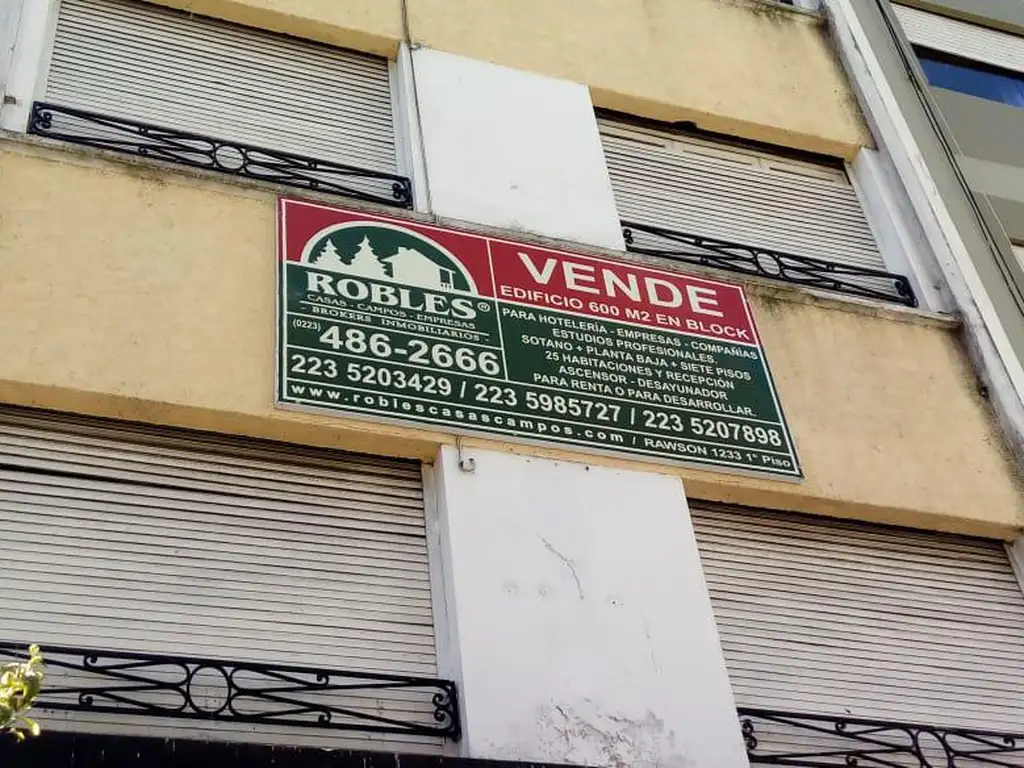 ROBLES®
CASAS - CAMPOS - EMPRESAS
- BROKERS INMOBILIARIOS -
(0223) 486-2666
VENDE
EDIFICIO 600 M2 EN BLOCK
PARA HOTELERÍA - EMPRESAS - COMPAÑIAS
ESTUDIOS PROFESIONALES.
SOTANO + PLANTA BAJA + SIETE PISOS
25 HABITACIONES Y RECEPCIÓN
ASCENSOR - DESAYUNADOR
PARA RENTA O PARA DESARROLLAR.
223 5203429 / 223 5985727 / 223 5207898
www.roblescasascampos.com / RAWSON 1233 1° Piso